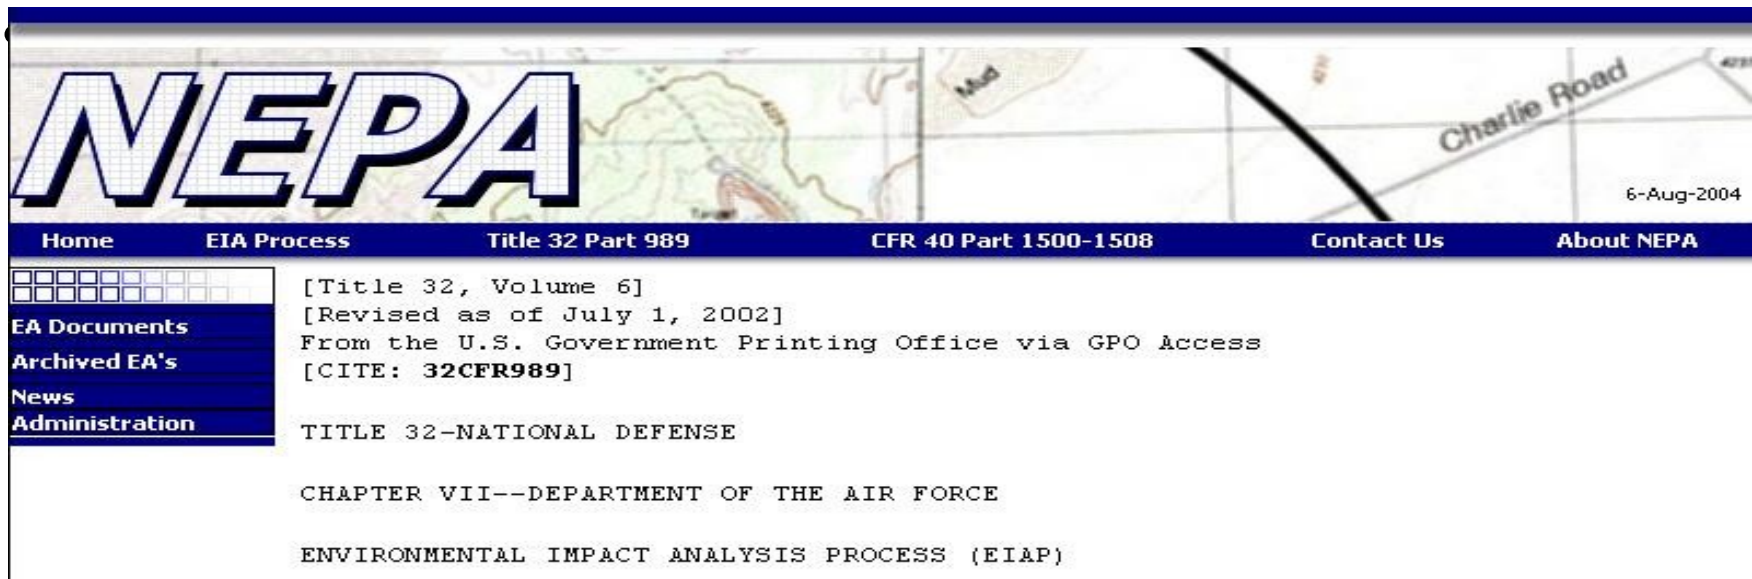 NEPA
Mud
4231
Charlie Road
Target
6-Aug-2004
Home EIA Process Title 32 Part 989 CFR 40 Part 1500-1508 Contact Us About NEPA
EA Documents
Archived EA's
News
Administration
[Title 32, Volume 6]
[Revised as of July 1, 2002]
From the U.S. Government Printing Office via GPO Access
[CITE: 32CFR989]
TITLE 32-NATIONAL DEFENSE
CHAPTER VII--DEPARTMENT OF THE AIR FORCE
ENVIRONMENTAL IMPACT ANALYSIS PROCESS (EIAP)